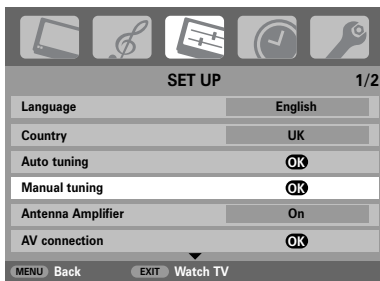 SET UP 1/2
Language English
Country UK
Auto tuning OK
Manual tuning OK
Antenna Amplifier On
AV connection OK
MENU Back EXIT Watch TV